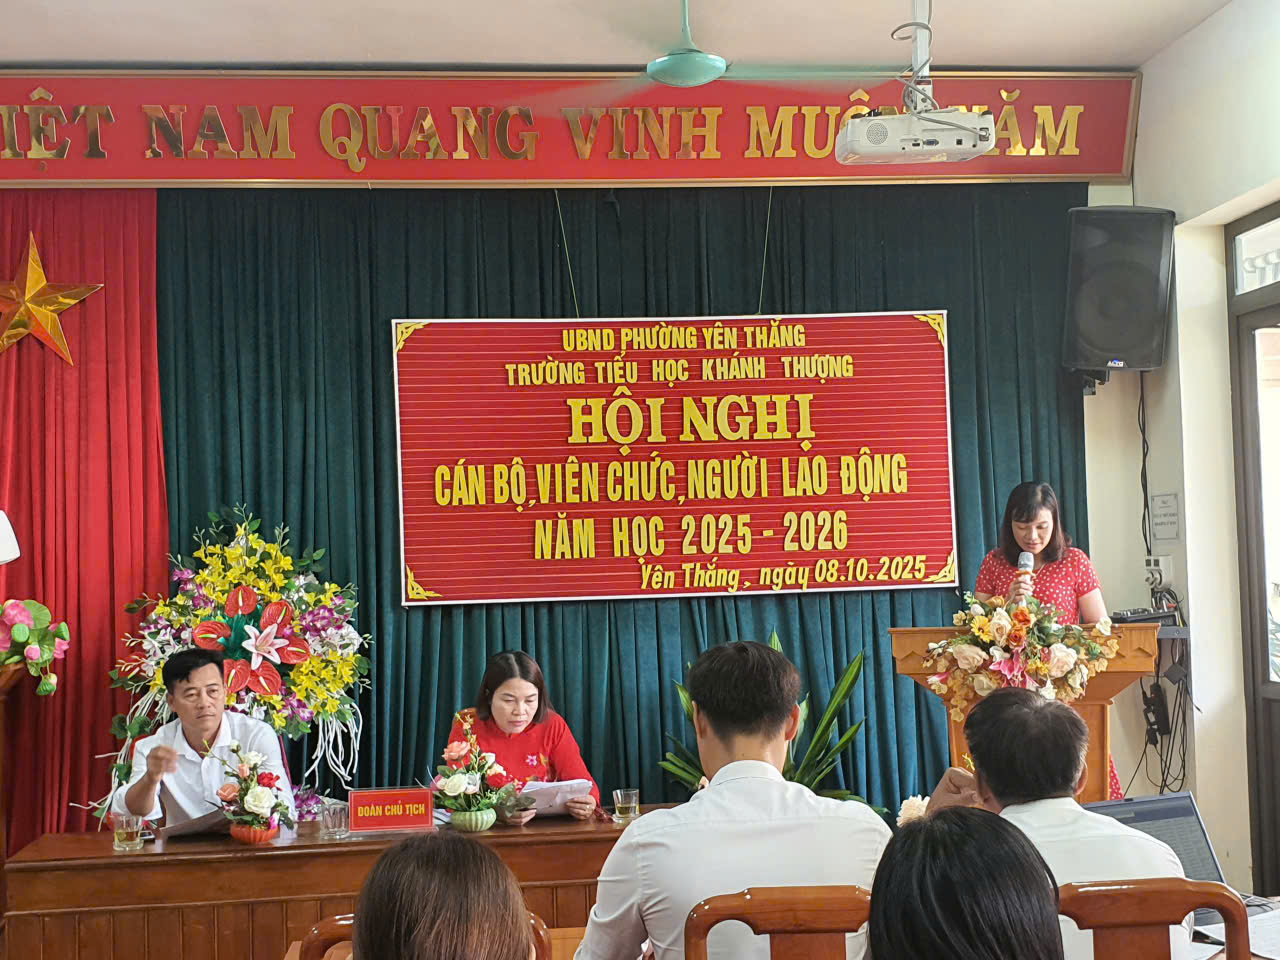 IỆT NAM QUANG VINH MUÔN NĂM
UBND PHƯỜNG YÊN THẮNG
TRƯỜNG TIỂU HỌC KHÁNH THƯỢNG
HỘI NGHỊ
CÁN BỘ, VIÊN CHỨC, NGƯỜI LAO ĐỘNG
NĂM HỌC 2025 - 2026
Yên Thắng, ngày 08.10.2025
ĐOÀN CHỦ TỊCH